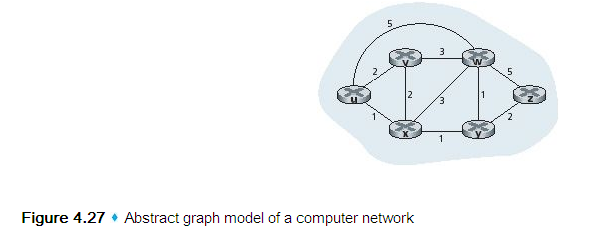 5
3
v
w
2
5
u
2
3
1
z
1
2
x
y
1
Figure 4.27 ♦ Abstract graph model of a computer network